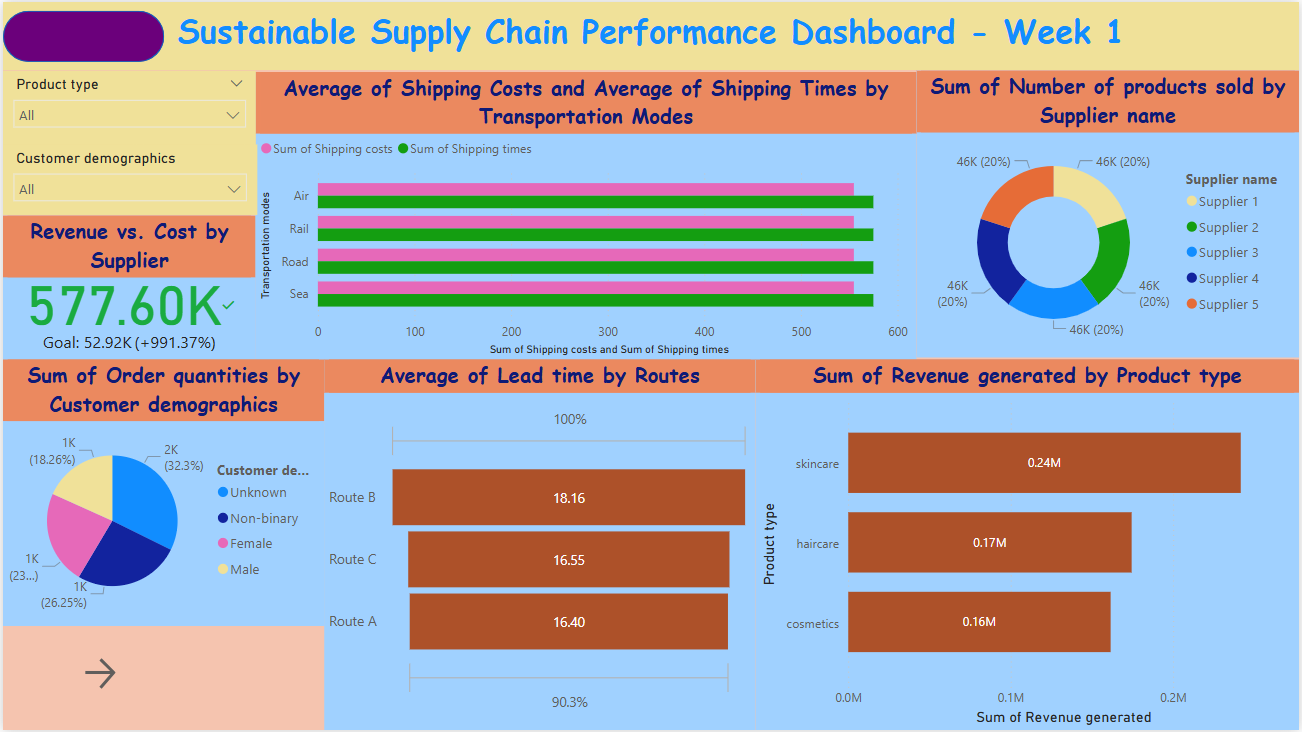 Sustainable Supply Chain Performance Dashboard - Week 1
Product type
All
Customer demographics
All
Revenue vs. Cost by
Supplier
577.60K
Goal: 52.92K (+991.37%)
Average of Shipping Costs and Average of Shipping Times by
Transportation Modes
Sum of Shipping costs
Sum of Shipping times
Transportation modes
Air
Rail
Road
Sea
0
100
200
300
400
500
600
Sum of Shipping costs and Sum of Shipping times
Sum of Number of products sold by
Supplier name
46K (20%)
46K (20%)
46K
(20%)
46K
(20%)
46K (20%)
Supplier name
Supplier 1
Supplier 2
Supplier 3
Supplier 4
Supplier 5
Sum of Order quantities by
Customer demographics
1K
(18.26%)
2K
(32.3%)
1K
(23...)
1K
(26.25%)
Customer de...
Unknown
Non-binary
Female
Male
Average of Lead time by Routes
100%
Route B
18.16
Route C
16.55
Route A
16.40
90.3%
Sum of Revenue generated by Product type
Product type
skincare
0.24M
haircare
0.17M
cosmetics
0.16M
0.0M
0.1M
0.2M
Sum of Revenue generated